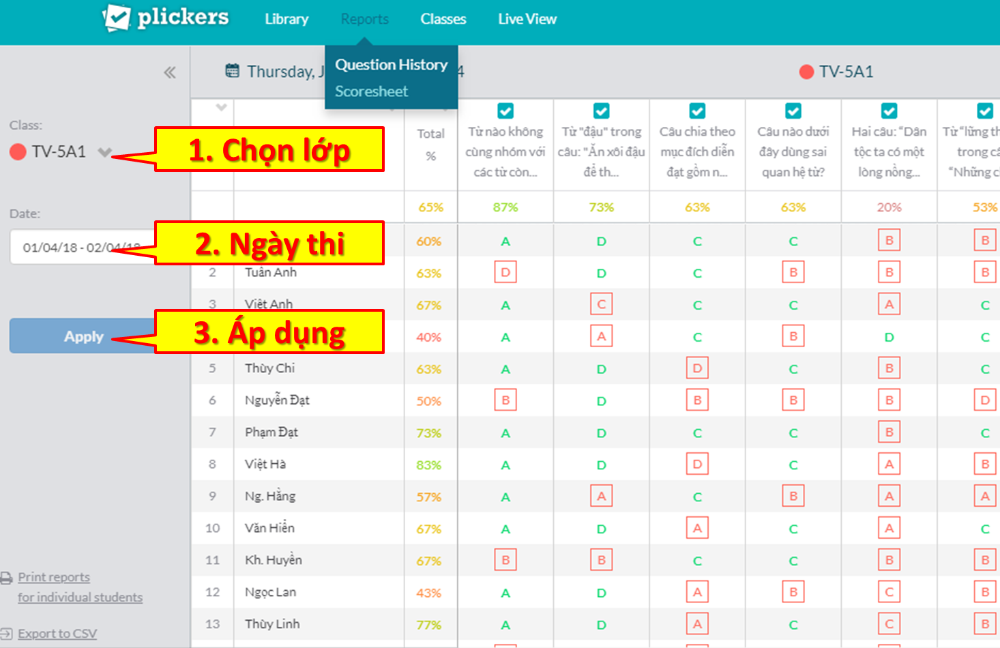 plickers Library Reports Classes Live View
Question History
Scoresheet
Thursday, J 4 TV-5A1
Class:
TV-5A1
1. Chọn lớp
Date:
01/04/18 - 02/04/18
2. Ngày thi
Apply
3. Áp dụng
Print reports
for individual students
Export to CSV
Total
%
Từ nào không
cùng nhóm với
các từ còn...
Từ "đậu" trong
câu: "Ăn xôi đậu
để th...
Câu chia theo
mục đích diễn
đạt gồm n...
Câu nào dưới
đây dùng sai
quan hệ từ?
Hai câu: “Dân
tộc ta có một
lòng nồng...
Từ “lững th
trong câ
“Những c
65% 87% 73% 63% 63% 20% 53%
60% A D C C B B
2 Tuấn Anh 63% D D C B B B
3 Việt Anh 67% A C C C A C
40% A A C B D C
5 Thùy Chi 63% A D D C B C
6 Nguyễn Đạt 50% B D B B B D
7 Phạm Đạt 73% A D C C B C
8 Việt Hà 83% A D D C A B
9 Ng. Hằng 57% A A C B A A
10 Văn Hiển 67% A D A C A C
11 Kh. Huyền 67% B B C C B B
12 Ngọc Lan 43% A D A B C B
13 Thùy Linh 77% A D A C C B